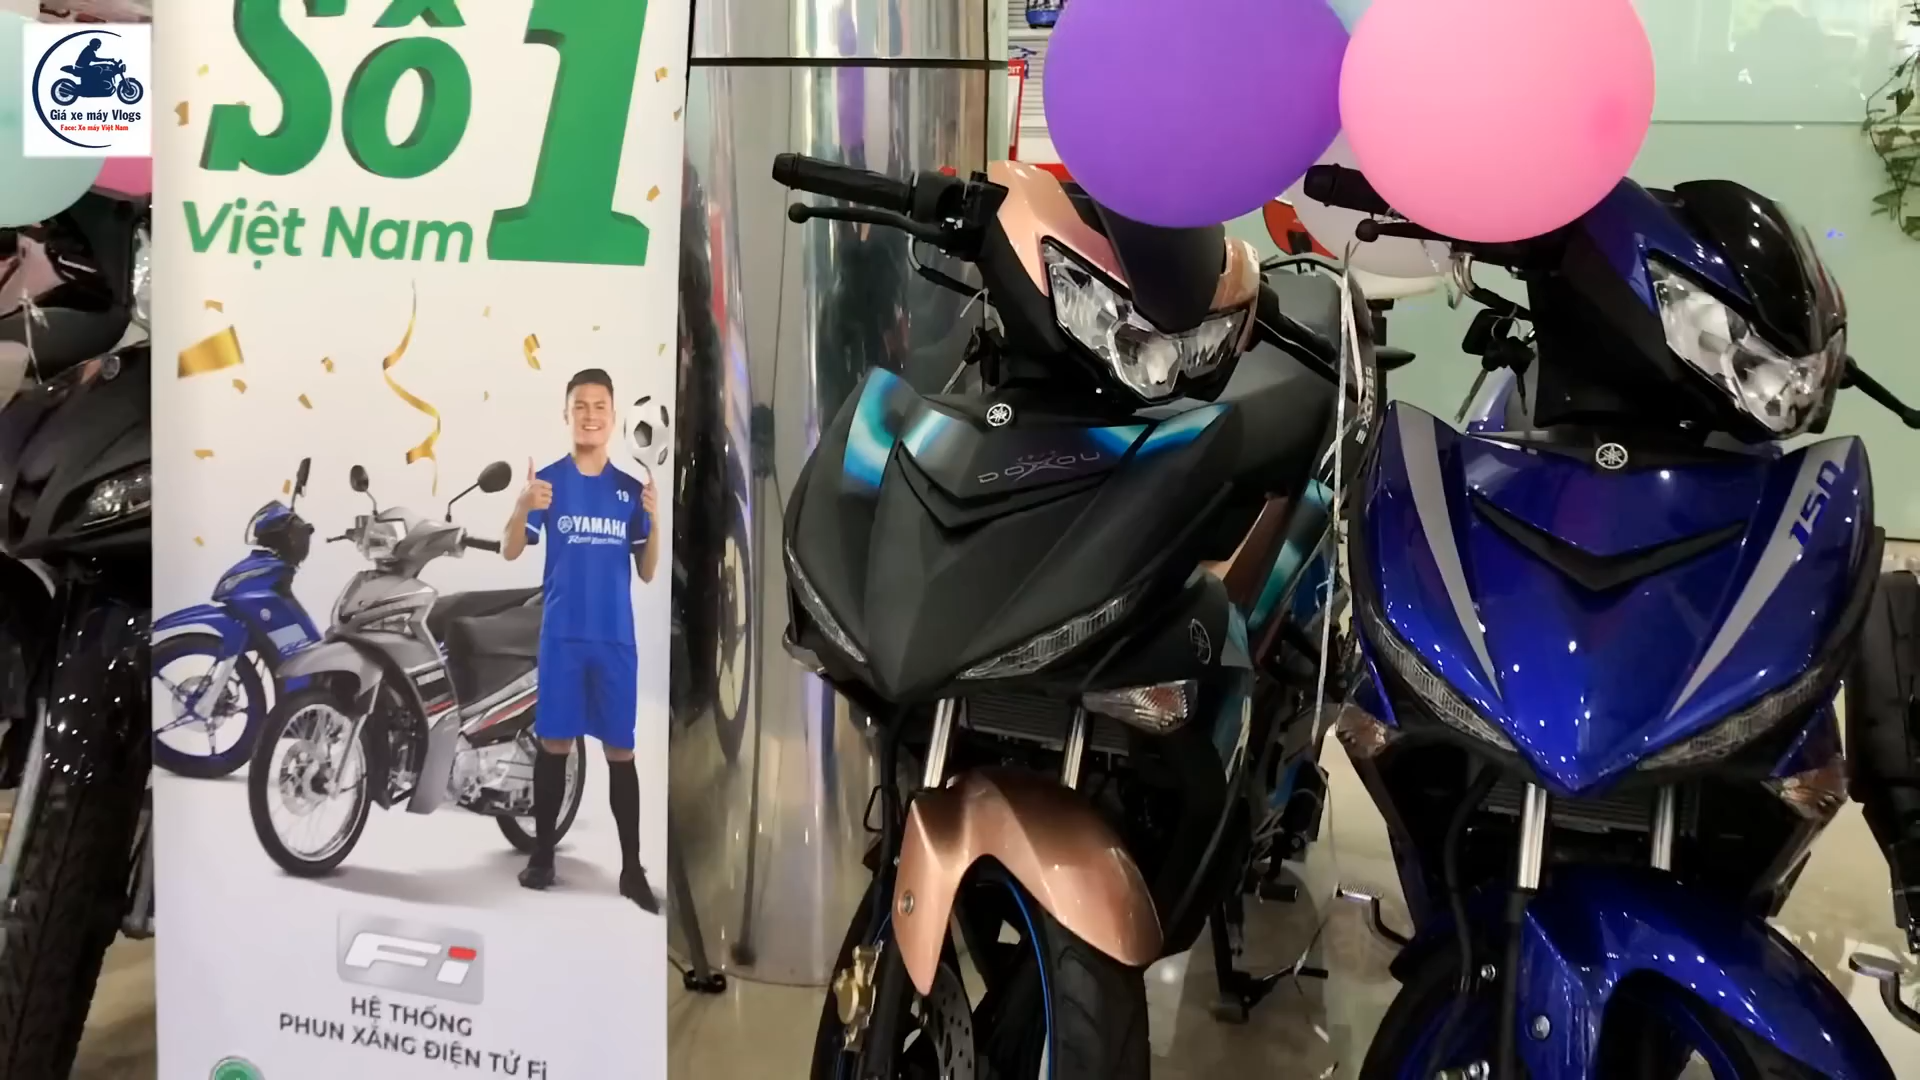 Giá xe máy Vlogs
Face: Xe máy Việt Nam
Số 1
Việt Nam
19
YAMAHA
Fi
HỆ THỐNG
PHUN XĂNG ĐIỆN TỬ Fi
DOXOU
150